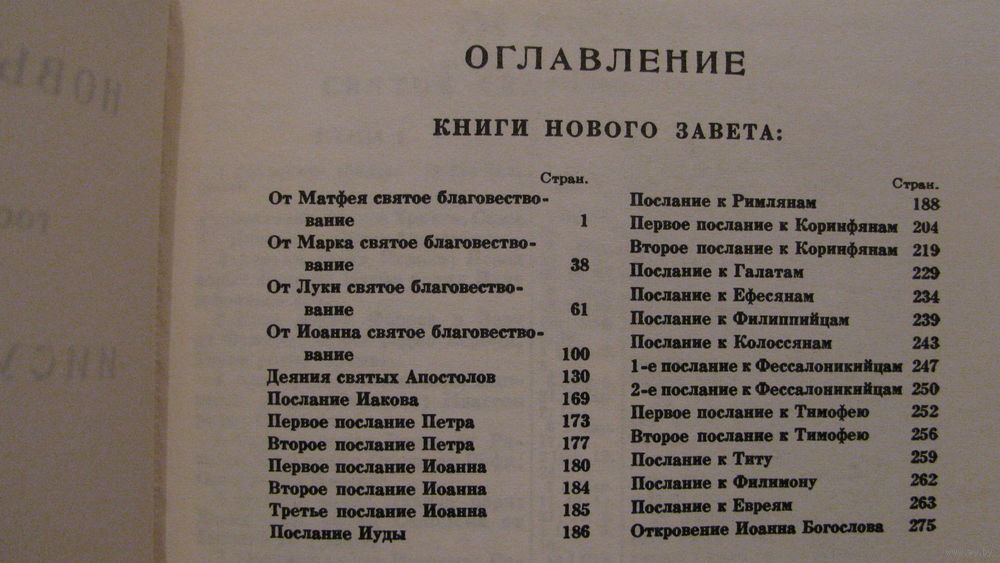 ОГЛАВЛЕНИЕ
КНИГИ НОВОГО ЗАВЕТА:
Стран.
От Матфея святое благовество-
вание 1
От Марка святое благовество-
вание 38
От Луки святое благовество-
вание 61
От Иоанна святое благовество-
вание 100
Деяния святых Апостолов 130
Послание Иакова 169
Первое послание Петра 173
Второе послание Петра 177
Первое послание Иоанна 180
Второе послание Иоанна 184
Третье послание Иоанна 185
Послание Иуды 186
Стран.
Послание к Римлянам 188
Первое послание к Коринфянам 204
Второе послание к Коринфянам 219
Послание к Галатам 229
Послание к Ефесянам 234
Послание к Филиппийцам 239
Послание к Колоссянам 243
1-е послание к Фессалоникийцам 247
2-е послание к Фессалоникийцам 250
Первое послание к Тимофею 252
Второе послание к Тимофею 256
Послание к Титу 259
Послание к Филимону 262
Послание к Евреям 263
Откровение Иоанна Богослова 275